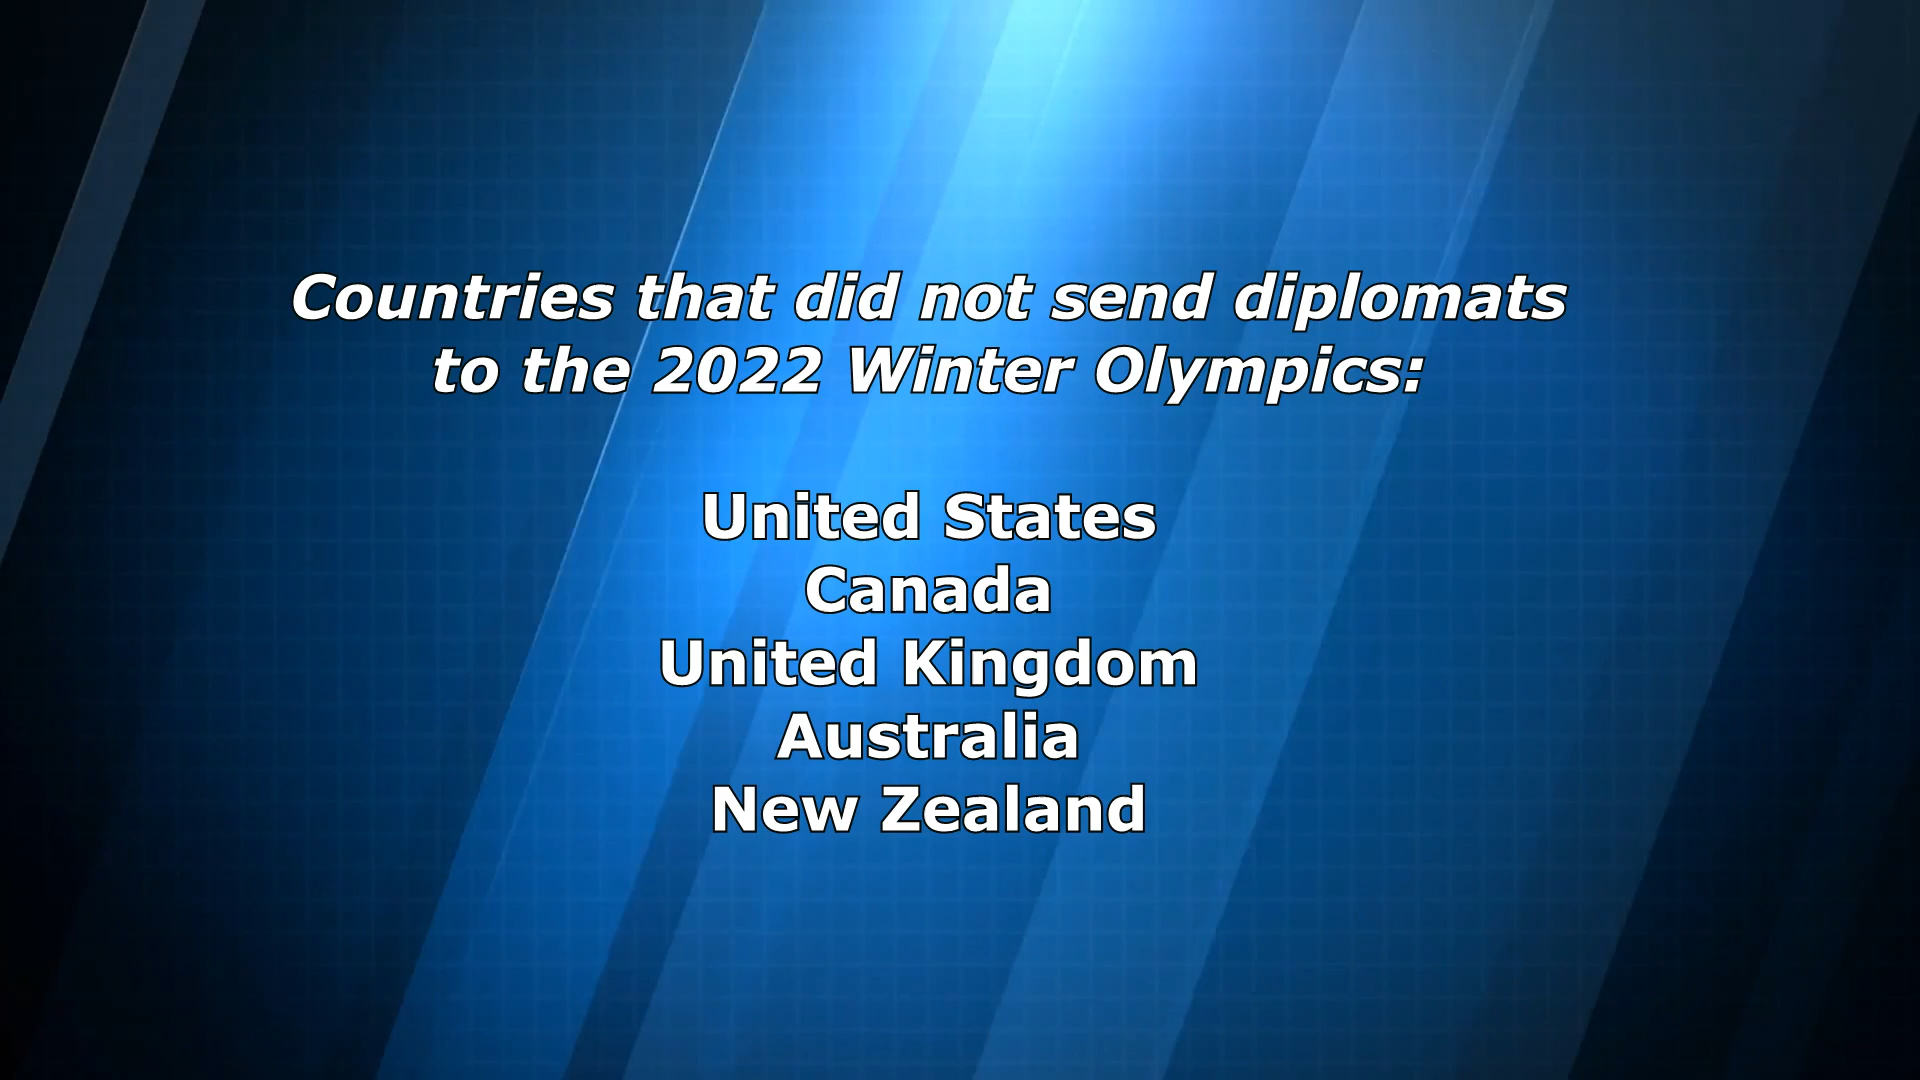 Countries that did not send diplomats
to the 2022 Winter Olympics:
United States
Canada
United Kingdom
Australia
New Zealand